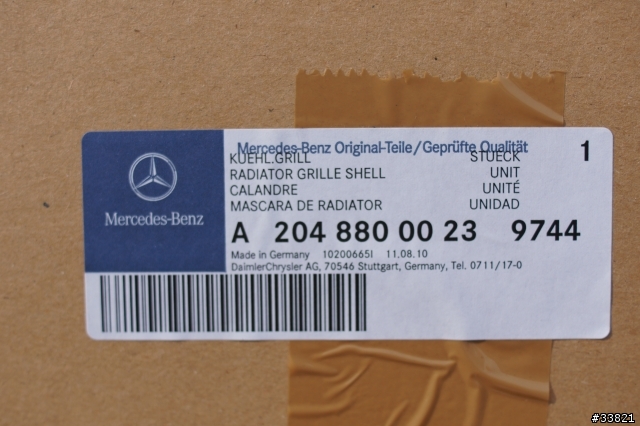 Mercedes-Benz Original-Teile/Geprüfte Qualität
KUEHL.GRILL STUECK 1
RADIATOR GRILLE SHELL UNIT
CALANDRE UNITÉ
MASCARA DE RADIATOR UNIDAD
Mercedes-Benz
A 204 880 00 23 9744
Made in Germany 10200665I 11.08.10
DaimlerChrysler AG, 70546 Stuttgart, Germany, Tel. 0711/17-0
#33821